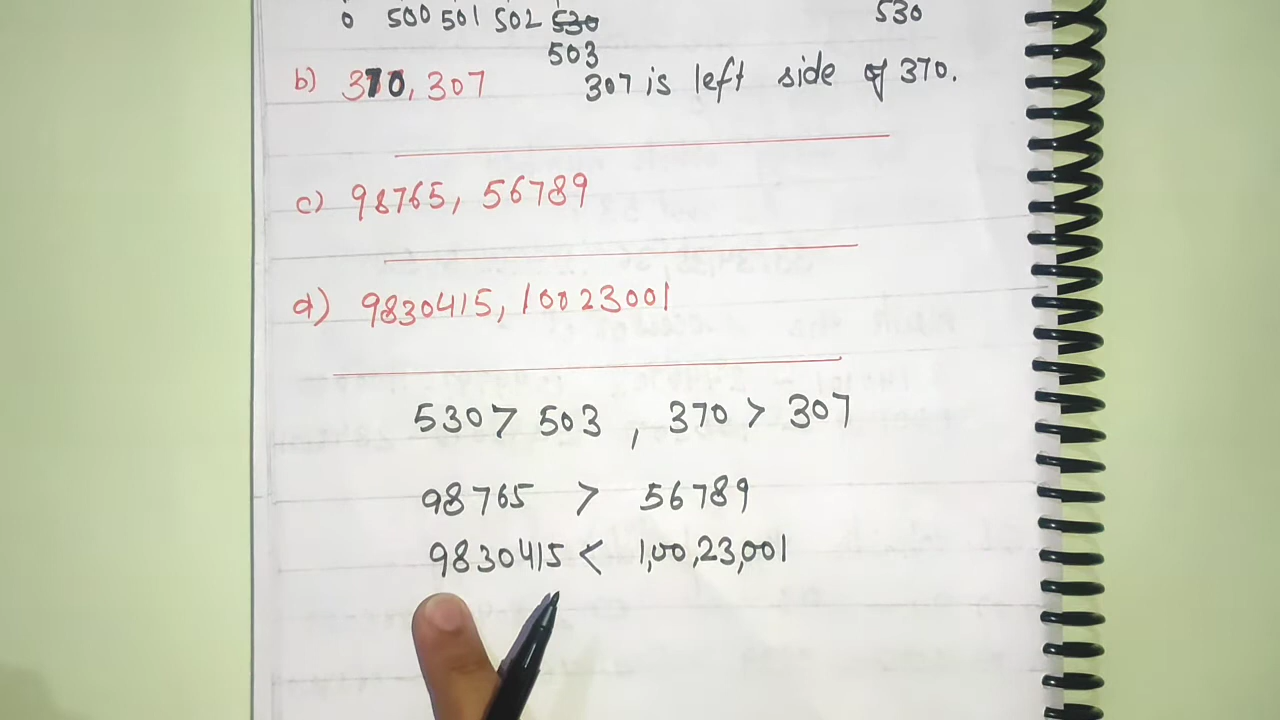 0 500 501 502 530 530
503
b) 370, 307 307 is left side of 370.
c) 98765, 56789
d) 9830415, 10023001
530 > 503 , 370 > 307
98765 > 56789
9830415 < 1,00,23,001